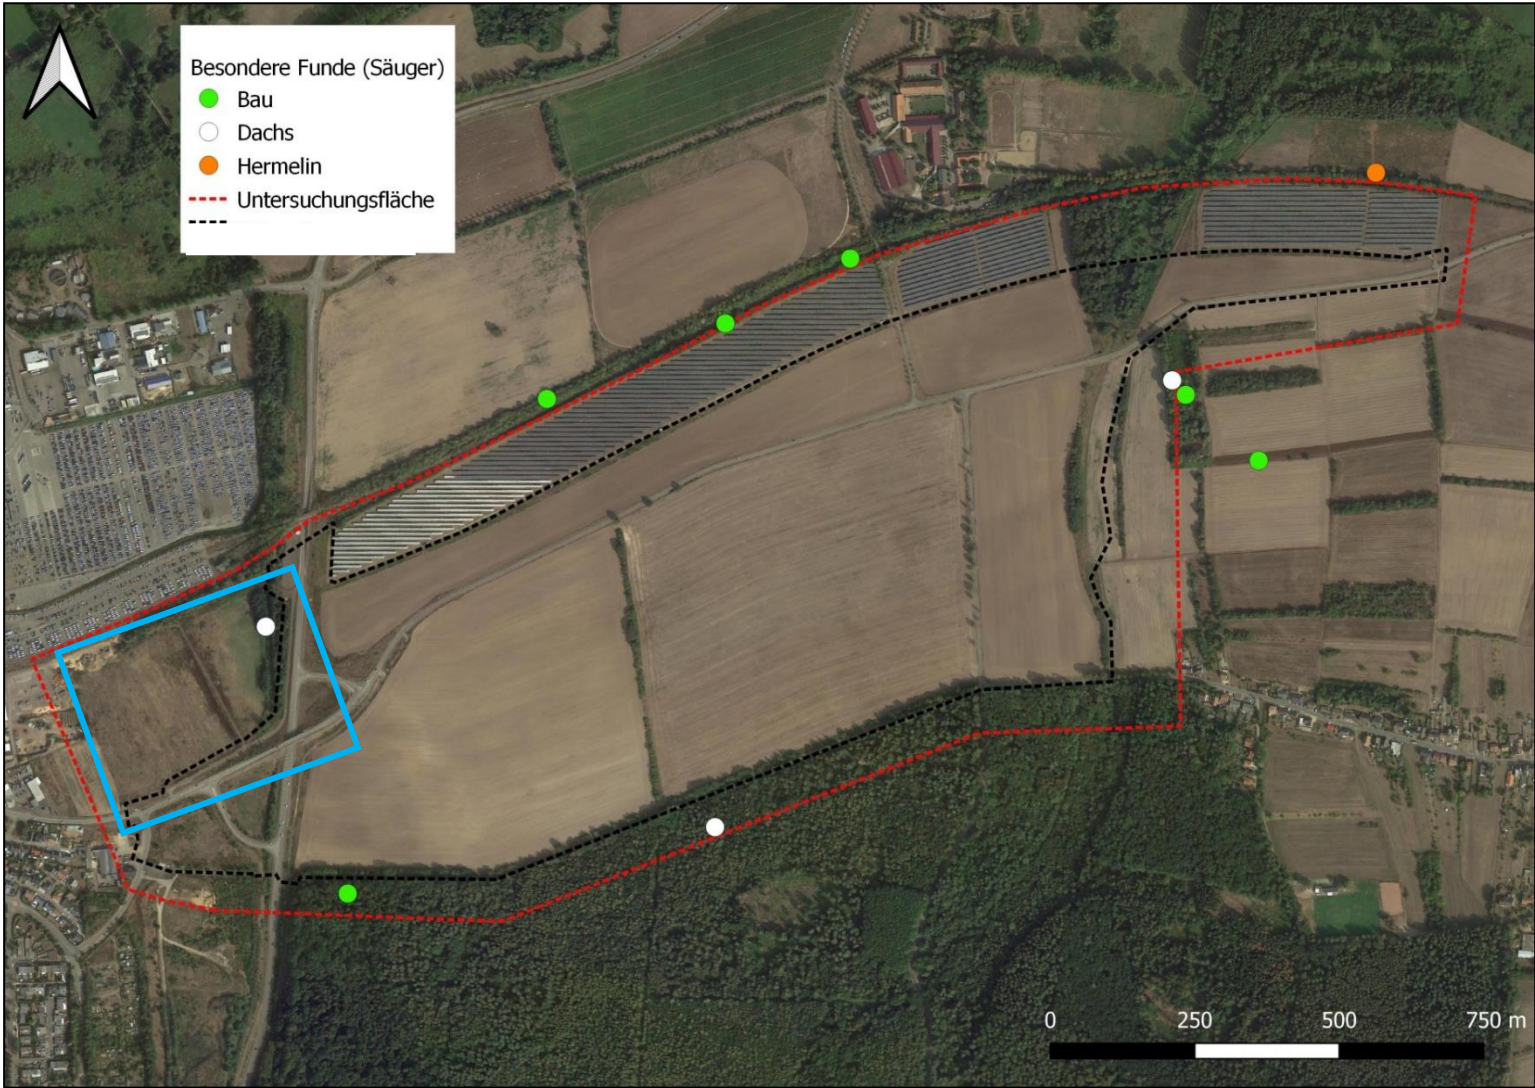 Besondere Funde (Säuger)
Bau
Dachs
Hermelin
Untersuchungsfläche
0 250 500 750 m